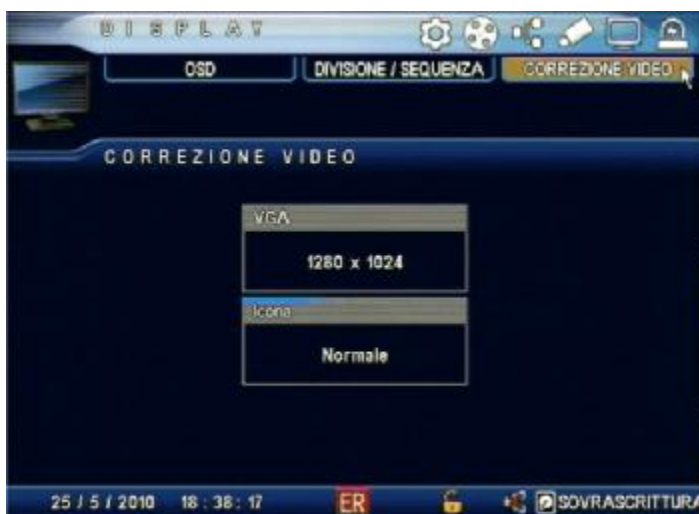 DISPLAY
OSD DIVISIONE / SEQUENZA CORREZIONE VIDEO
CORREZIONE VIDEO
VGA
1280 x 1024
Icona
Normale
25 / 5 / 2010 18 : 38 : 17 ER SOVRASCRITTURA